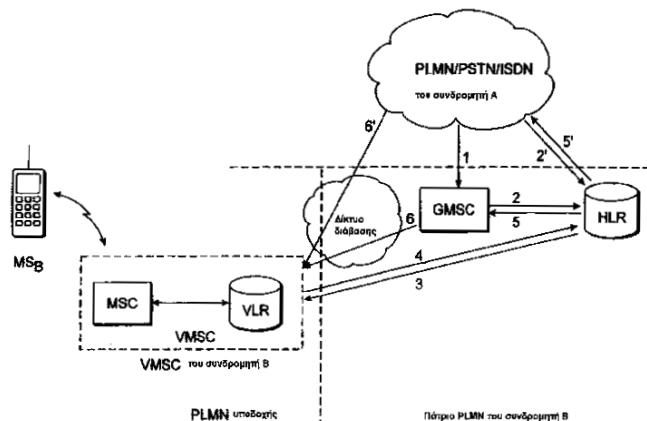 PLMN/PSTN/ISDN
του συνδρομητή Α
6'
1
2'
5'
Δίκτυο
διάβασης
6
GMSC
2
5
HLR
4
3
MSB
MSC
VLR
VMSC
VMSC του συνδρομητή Β
PLMN υποδοχής
Πάτριο PLMN του συνδρομητή Β